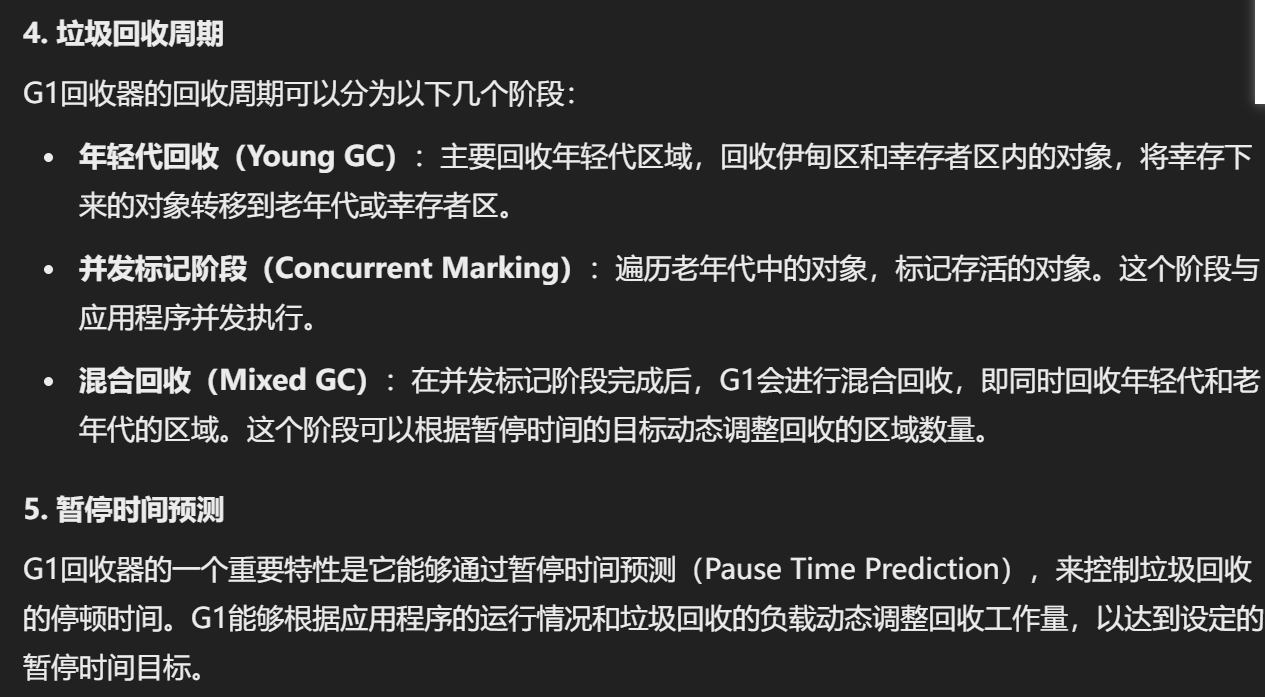 4. 垃圾回收周期
G1回收器的回收周期可以分为以下几个阶段：
• 年轻代回收（Young GC）：主要回收年轻代区域，回收伊甸区和幸存者区内的对象，将幸存下
来的对象转移到老年代或幸存者区。
• 并发标记阶段（Concurrent Marking）：遍历老年代中的对象，标记存活的对象。这个阶段与
应用程序并发执行。
• 混合回收（Mixed GC）：在并发标记阶段完成后，G1会进行混合回收，即同时回收年轻代和老
年代的区域。这个阶段可以根据暂停时间的目标动态调整回收的区域数量。
5. 暂停时间预测
G1回收器的一个重要特性是它能够通过暂停时间预测（Pause Time Prediction），来控制垃圾回收
的停顿时间。G1能够根据应用程序的运行情况和垃圾回收的负载动态调整回收工作量，以达到设定的
暂停时间目标。